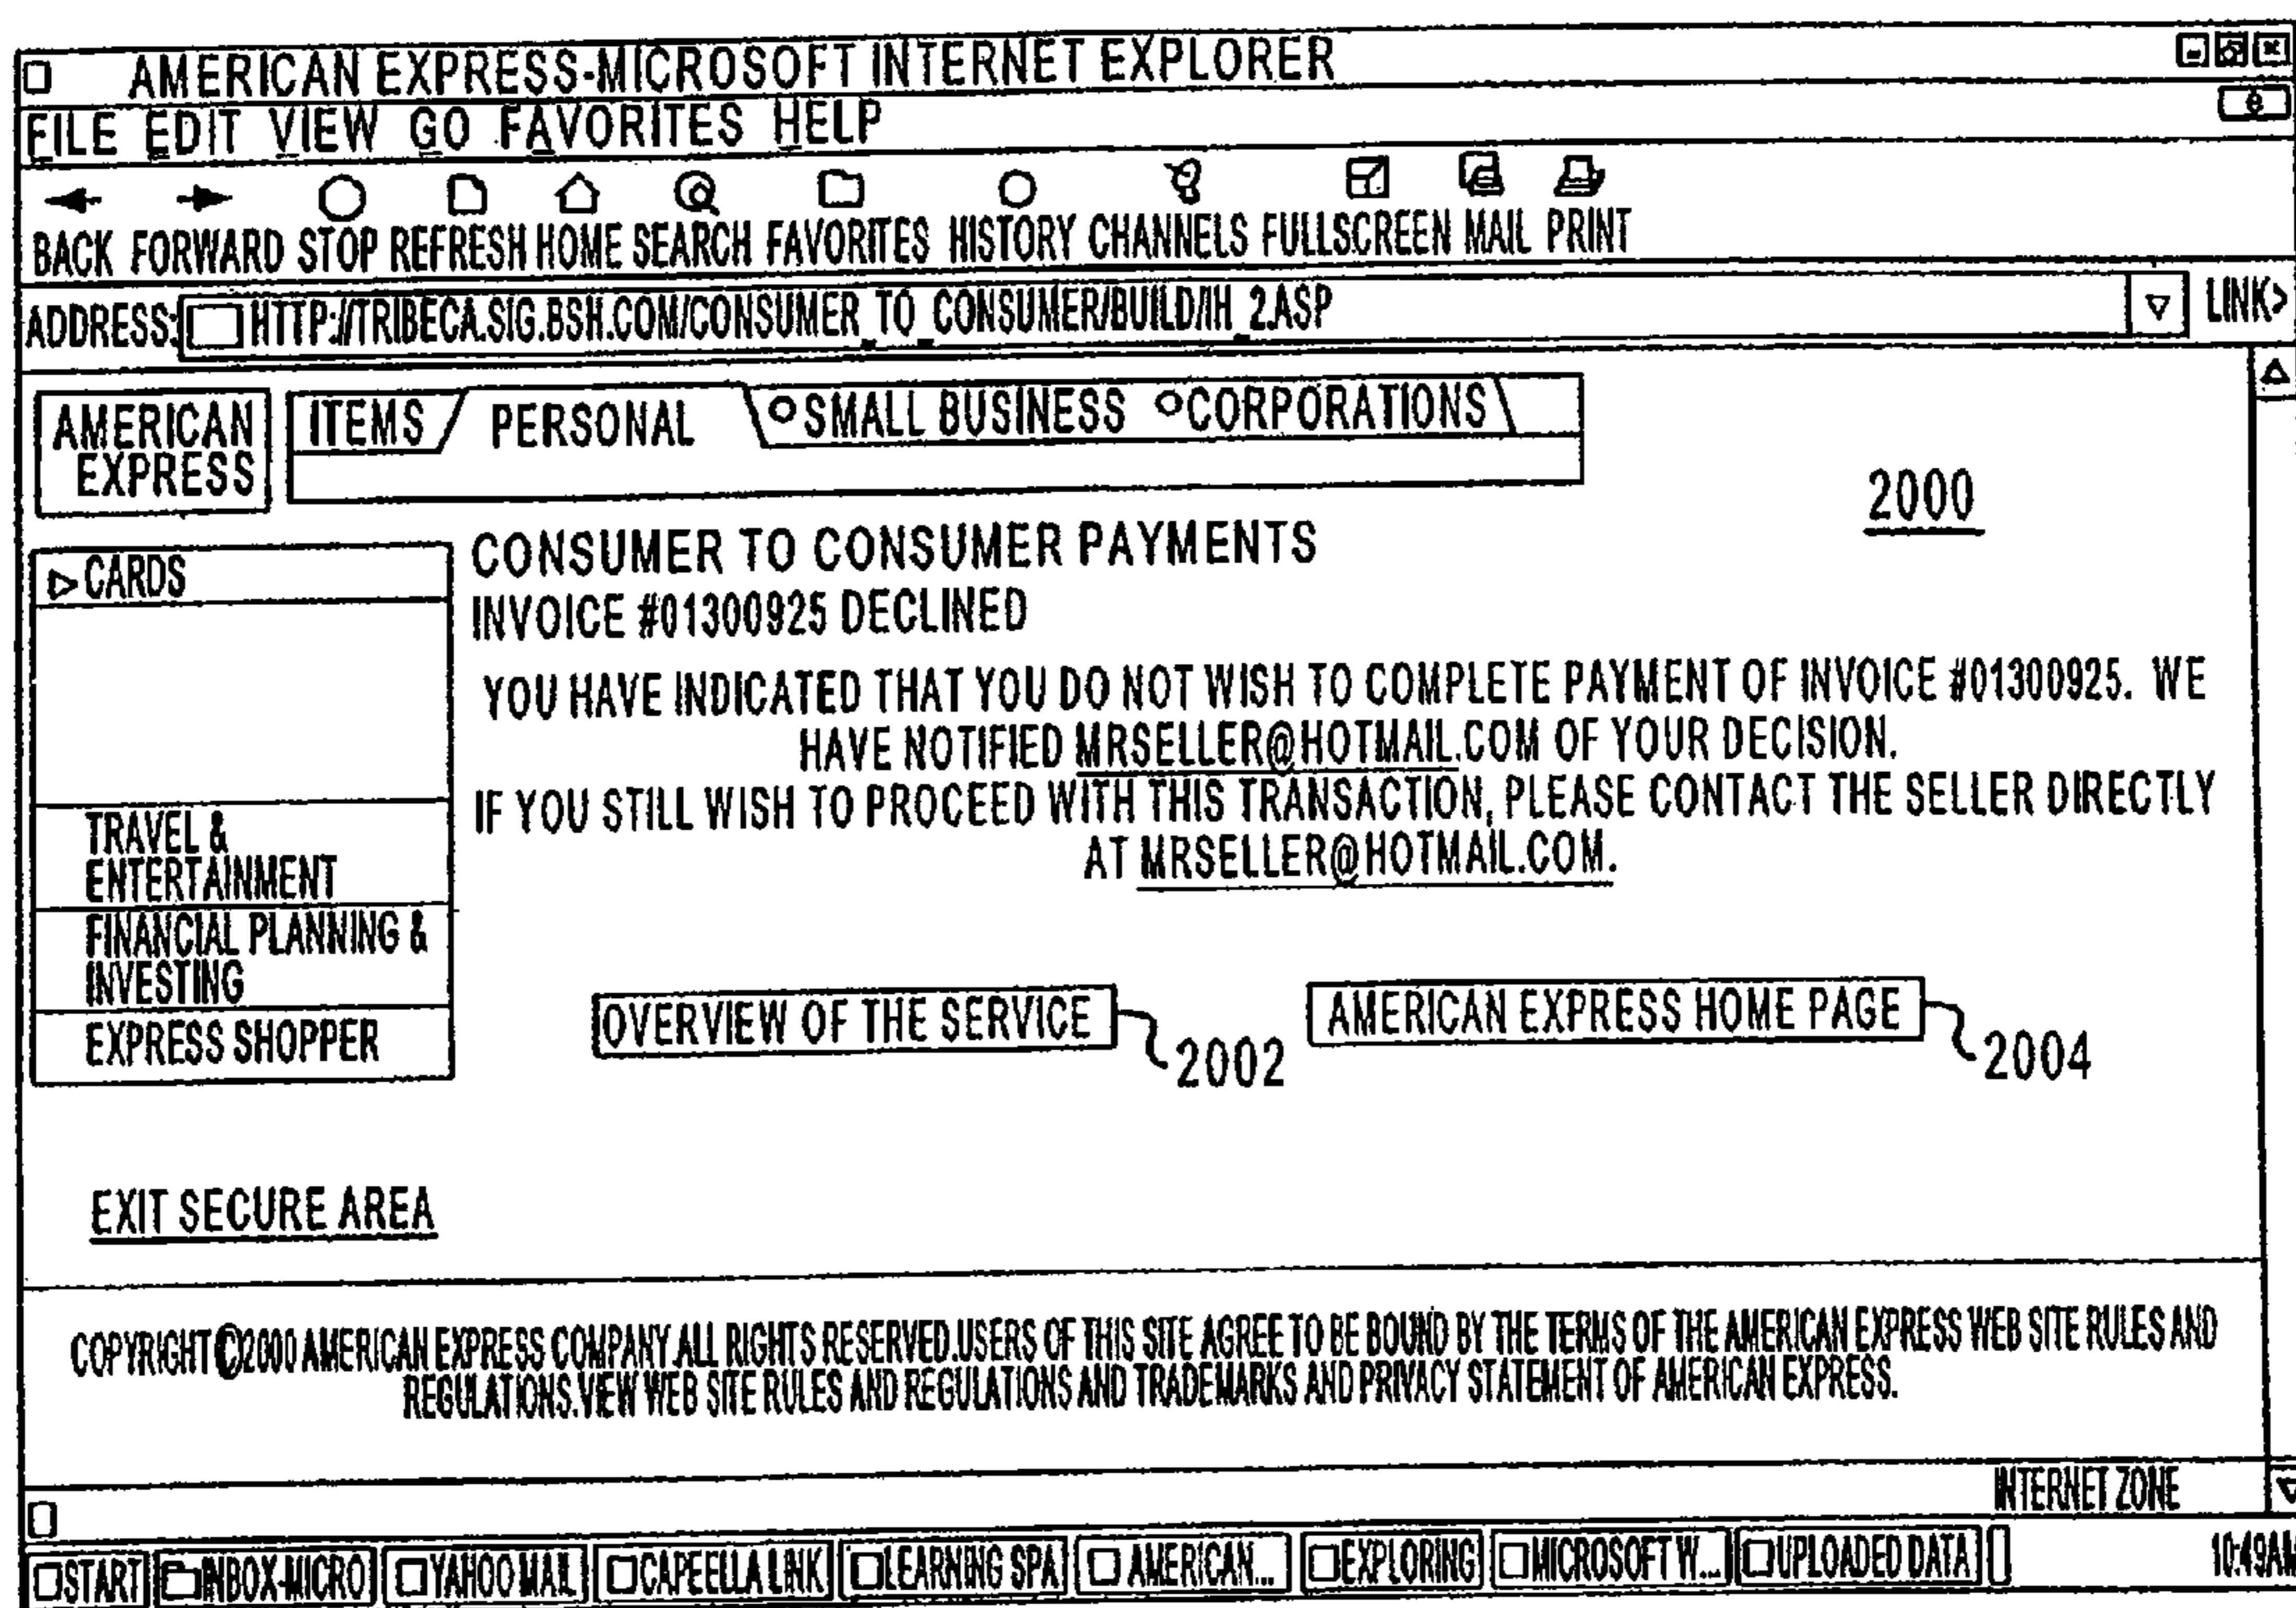 AMERICAN EXPRESS-MICROSOFT INTERNET EXPLORER
FILE EDIT VIEW GO FAVORITES HELP
BACK FORWARD STOP REFRESH HOME SEARCH FAVORITES HISTORY CHANNELS FULLSCREEN MAIL PRINT
ADDRESS: HTTP://TRIBECA.SIG.BSH.COM/CONSUMER_TO_CONSUMER/BUILD/IH_2.ASP LINK>
AMERICAN EXPRESS
ITEMS PERSONAL SMALL BUSINESS CORPORATIONS
2000
CONSUMER TO CONSUMER PAYMENTS
INVOICE #01300925 DECLINED
YOU HAVE INDICATED THAT YOU DO NOT WISH TO COMPLETE PAYMENT OF INVOICE #01300925. WE
HAVE NOTIFIED MRSELLER@HOTMAIL.COM OF YOUR DECISION.
IF YOU STILL WISH TO PROCEED WITH THIS TRANSACTION, PLEASE CONTACT THE SELLER DIRECTLY
AT MRSELLER@HOTMAIL.COM.
CARDS
TRAVEL &
ENTERTAINMENT
FINANCIAL PLANNING &
INVESTING
EXPRESS SHOPPER
OVERVIEW OF THE SERVICE 2002 AMERICAN EXPRESS HOME PAGE 2004
EXIT SECURE AREA
COPYRIGHT ©2000 AMERICAN EXPRESS COMPANY.ALL RIGHTS RESERVED.USERS OF THIS SITE AGREE TO BE BOUND BY THE TERMS OF THE AMERICAN EXPRESS WEB SITE RULES AND
REGULATIONS.VIEW WEB SITE RULES AND REGULATIONS AND TRADEMARKS AND PRIVACY STATEMENT OF AMERICAN EXPRESS.
INTERNET ZONE
START INBOX-MICRO YAHOO MAIL CAPEELLA LINK LEARNING SPA AMERICAN... EXPLORING MICROSOFT W... UPLOADED DATA 10:49AM